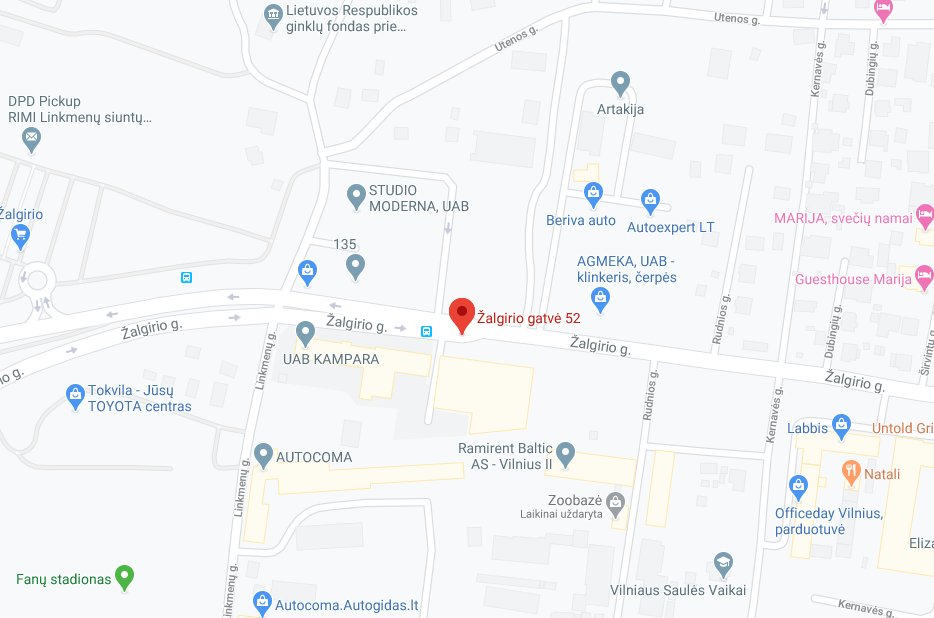 Lietuvos Respublikos
ginklų fondas prie...
Utenos g.
Utenos g.
Kernavės g.
Dubingių g.
DPD Pickup
RIMI Linkmenų siuntų...
Artakija
STUDIO
MODERNA, UAB
Beriva auto
Autoexpert LT
MARIJA, svečių namai
Žalgirio
135
AGMEKA, UAB -
klinkeris, čerpės
Guesthouse Marija
Rudnios g.
Dubingių g.
Širvintų g.
Žalgirio g.
Žalgirio g.
Žalgirio gatvė 52
Žalgirio g.
Žalgirio g.
UAB KAMPARA
Linkmenų g.
io g.
Tokvila - Jūsų
TOYOTA centras
Rudnios g.
Kernavės g.
Labbis
Untold Gri
AUTOCOMA
Ramirent Baltic
AS - Vilnius II
Natali
Linkmenų g.
Zoobazė
Laikinai uždaryta
Officeday Vilnius,
parduotuvė
Eliza
Fanų stadionas
Linkmenų g.
Autocoma.Autogidas.lt
Vilniaus Saulės Vaikai
Kernavės g.